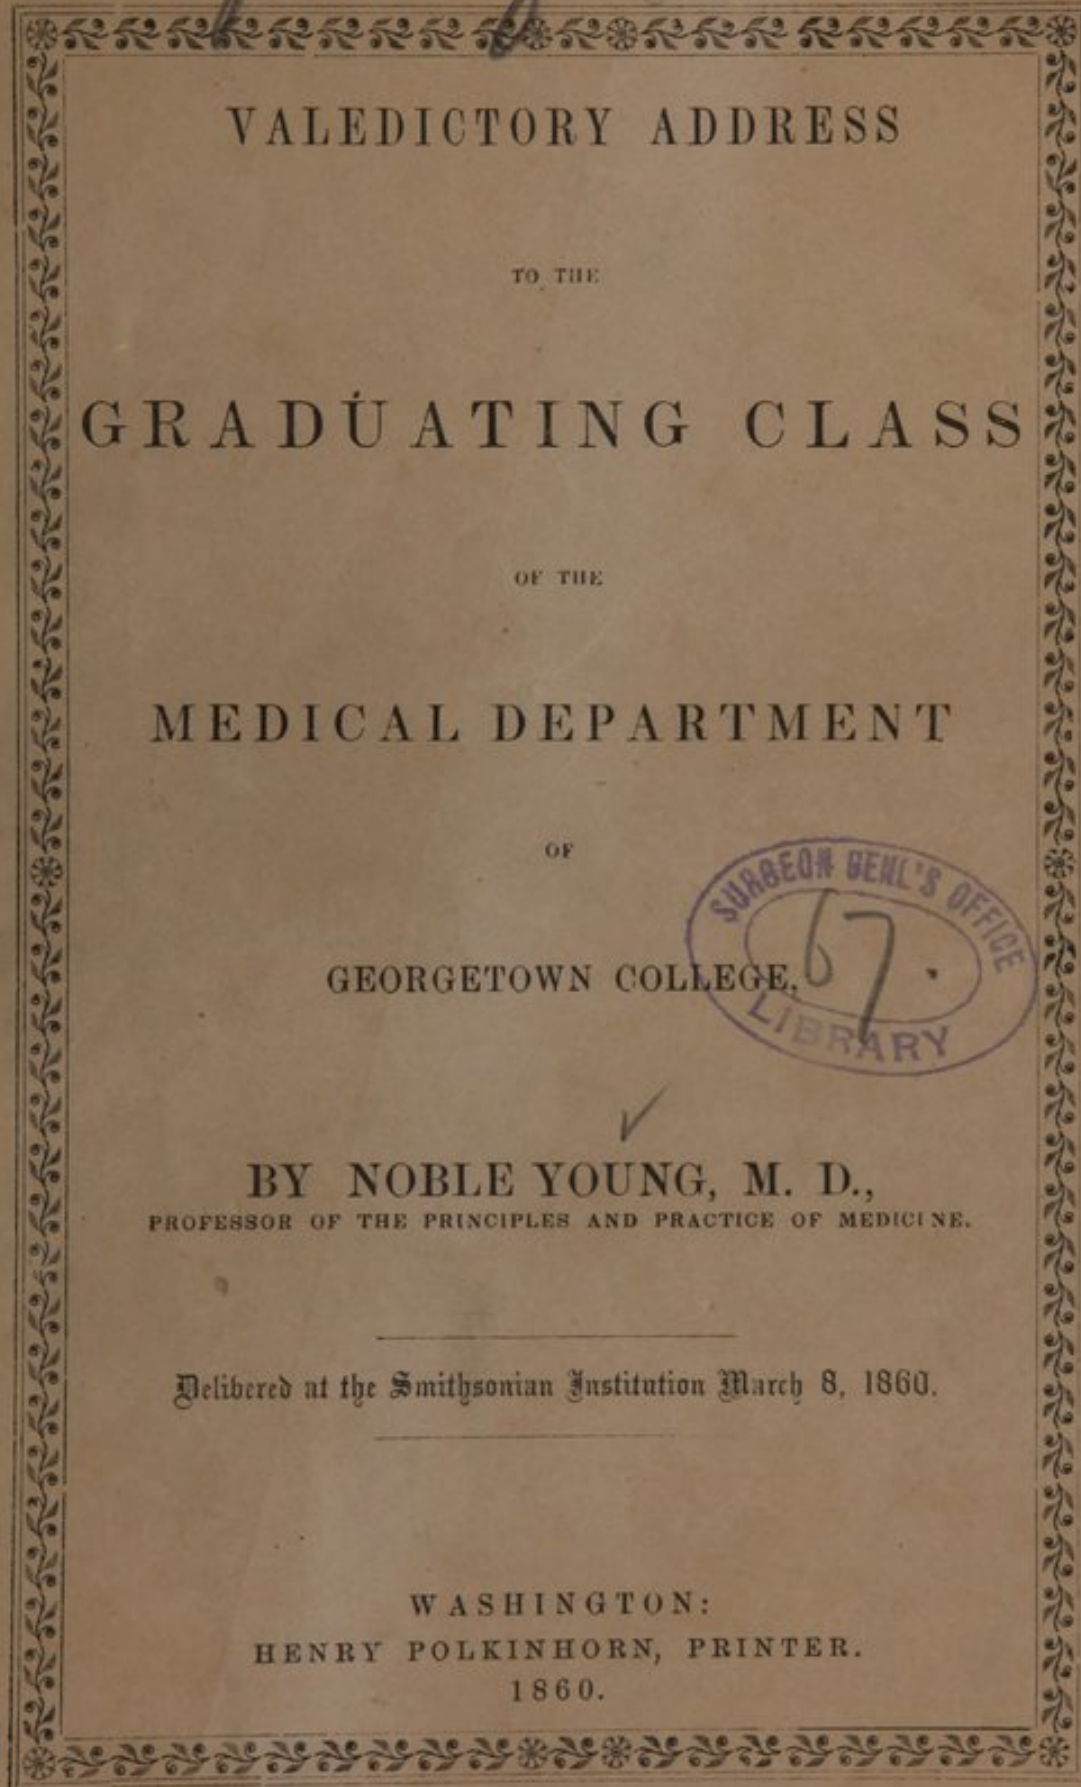 VALEDICTORY ADDRESS
TO THE
GRADUATING CLASS
OF THE
MEDICAL DEPARTMENT
OF
GEORGETOWN COLLEGE,
SURGEON GENL'S OFFICE
67.
LIBRARY
BY NOBLE YOUNG, M. D.,
PROFESSOR OF THE PRINCIPLES AND PRACTICE OF MEDICINE.
Delivered at the Smithsonian Institution March 8, 1860.
WASHINGTON:
HENRY POLKINHORN, PRINTER.
1860.